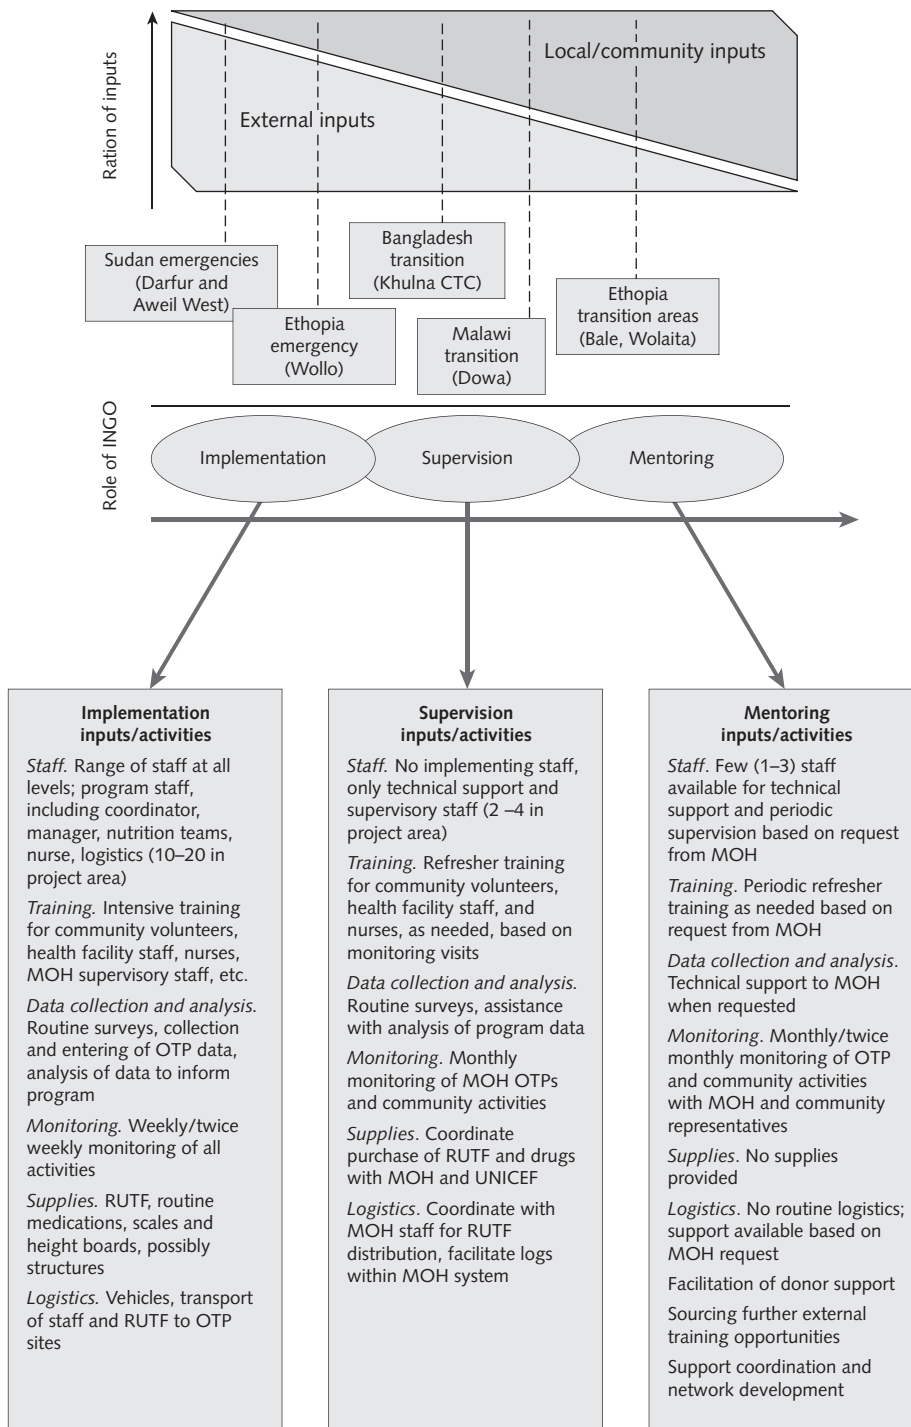 Ration of inputs
Local/community inputs
External inputs
Sudan emergencies
(Darfur and
Aweil West)
Ethopia
emergency
(Wollo)
Bangladesh
transition
(Khulna CTC)
Malawi
transition
(Dowa)
Ethopia
transition areas
(Bale, Wolaita)
Role of INGO
Implementation
Supervision
Mentoring
Implementation
inputs/activities
Staff. Range of staff at all
levels; program staff,
including coordinator,
manager, nutrition teams,
nurse, logistics (10–20 in
project area)
Training. Intensive training
for community volunteers,
health facility staff, nurses,
MOH supervisory staff, etc.
Data collection and analysis.
Routine surveys, collection
and entering of OTP data,
analysis of data to inform
program
Monitoring. Weekly/twice
weekly monitoring of all
activities
Supplies. RUTF, routine
medications, scales and
height boards, possibly
structures
Logistics. Vehicles, transport
of staff and RUTF to OTP
sites
Supervision
inputs/activities
Staff. No implementing staff,
only technical support and
supervisory staff (2 –4 in
project area)
Training. Refresher training
for community volunteers,
health facility staff, and
nurses, as needed, based on
monitoring visits
Data collection and analysis.
Routine surveys, assistance
with analysis of program data
Monitoring. Monthly
monitoring of MOH OTPs
and community activities
Supplies. Coordinate
purchase of RUTF and drugs
with MOH and UNICEF
Logistics. Coordinate with
MOH staff for RUTF
distribution, facilitate logs
within MOH system
Mentoring
inputs/activities
Staff. Few (1–3) staff
available for technical
support and periodic
supervision based on request
from MOH
Training. Periodic refresher
training as needed based on
request from MOH
Data collection and analysis.
Technical support to MOH
when requested
Monitoring. Monthly/twice
monthly monitoring of OTP
and community activities
with MOH and community
representatives
Supplies. No supplies
provided
Logistics. No routine logistics;
support available based on
MOH request
Facilitation of donor support
Sourcing further external
training opportunities
Support coordination and
network development